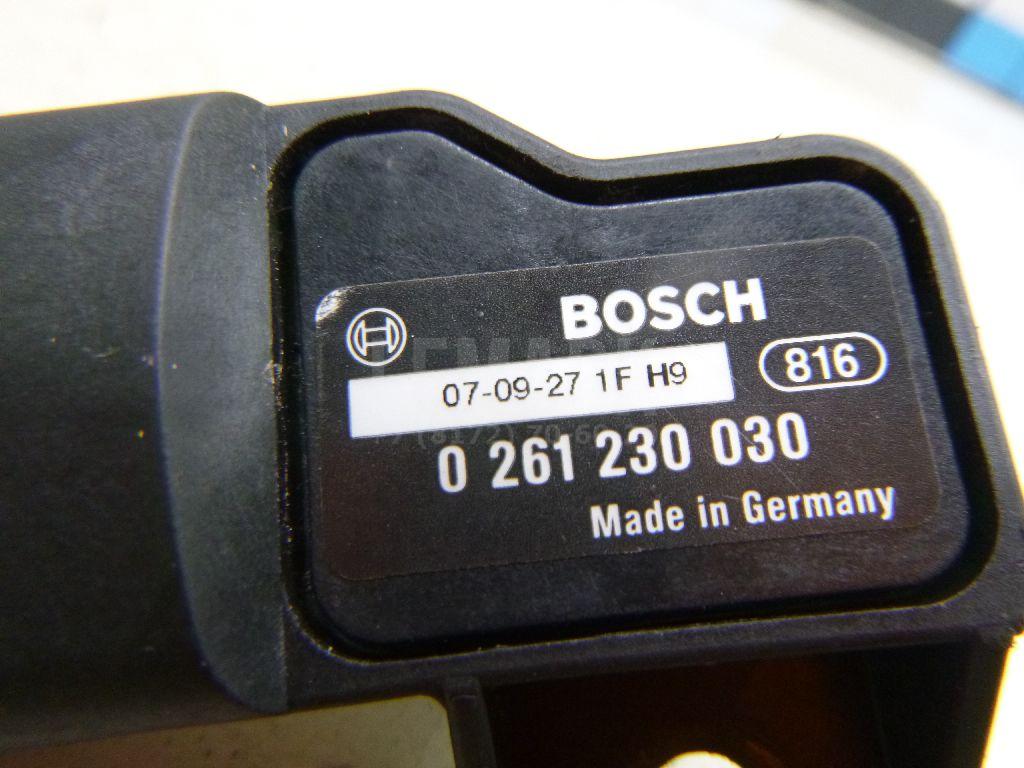 BOSCH
07-09-27 1F H9
816
0 261 230 030
Made in Germany